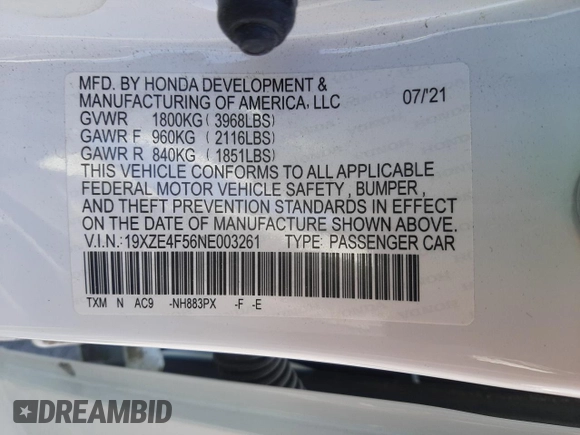 MFD. BY HONDA DEVELOPMENT &
MANUFACTURING OF AMERICA, LLC 07/'21
GVWR 1800KG ( 3968LBS)
GAWR F 960KG ( 2116LBS)
GAWR R 840KG ( 1851LBS)
THIS VEHICLE CONFORMS TO ALL APPLICABLE
FEDERAL MOTOR VEHICLE SAFETY , BUMPER ,
AND THEFT PREVENTION STANDARDS IN EFFECT
ON THE DATE OF MANUFACTURE SHOWN ABOVE.
V.I.N.: 19XZE4F56NE003261 TYPE: PASSENGER CAR
TXM N AC9 -NH883PX -F -E
DREAMBID